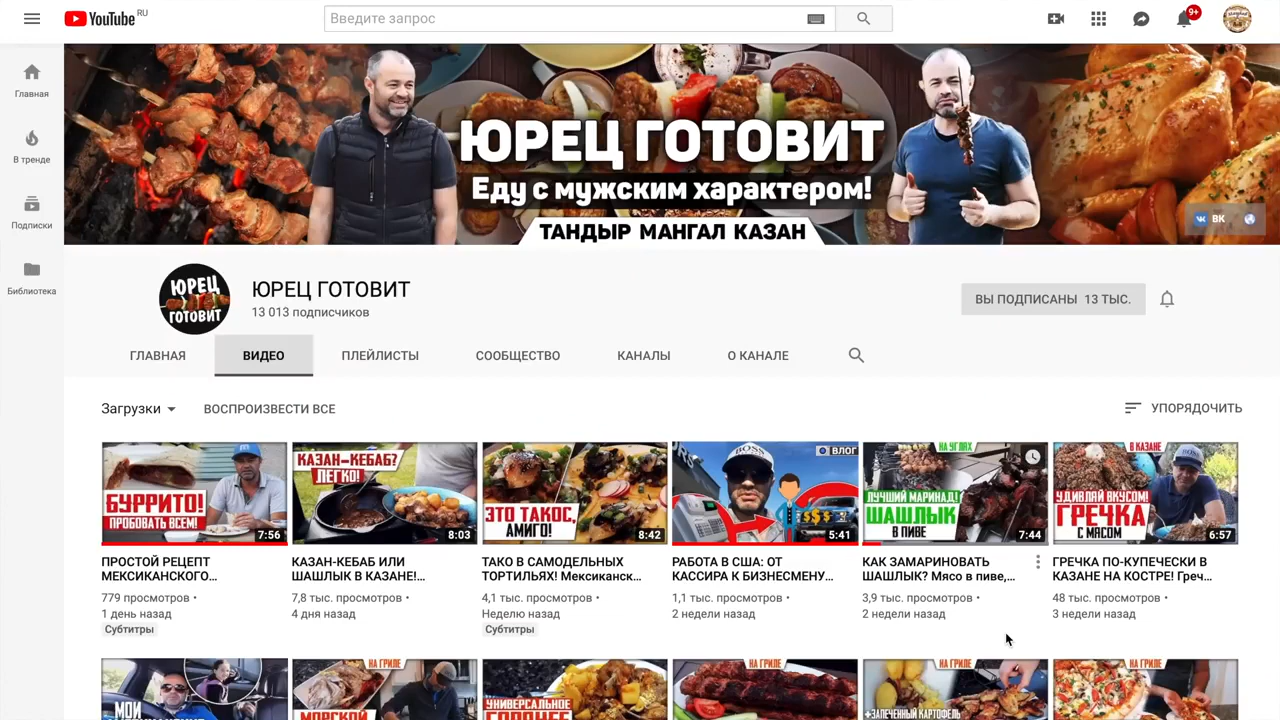 YouTube RU
Введите запрос
9+
Главная
В тренде
Подписки
Библиотека
ЮРЕЦ ГОТОВИТ
Еду с мужским характером!
ТАНДЫР МАНГАЛ КАЗАН
ВК
ЮРЕЦ
ГОТОВИТ
ЮРЕЦ ГОТОВИТ
13 013 подписчиков
ВЫ ПОДПИСАНЫ 13 ТЫС.
ГЛАВНАЯ ВИДЕО ПЛЕЙЛИСТЫ СООБЩЕСТВО КАНАЛЫ О КАНАЛЕ
Загрузки ВОСПРОИЗВЕСТИ ВСЕ УПОРЯДОЧИТЬ
БУРРИТО!
ПРОБОВАТЬ ВСЕМ!
7:56
ПРОСТОЙ РЕЦЕПТ
МЕКСИКАНСКОГО...
779 просмотров •
1 день назад
Субтитры
КАЗАН-КЕБАБ?
ЛЕГКО!
8:03
КАЗАН-КЕБАБ ИЛИ
ШАШЛЫК В КАЗАНЕ!...
7,8 тыс. просмотров •
4 дня назад
ЭТО ТАКОС,
АМИГО!
8:42
ТАКО В САМОДЕЛЬНЫХ
ТОРТИЛЬЯХ! Мексиканск...
4,1 тыс. просмотров •
Неделю назад
Субтитры
ВЛОГ
BOSS
$$$
5:41
РАБОТА В США: ОТ
КАССИРА К БИЗНЕСМЕНУ...
1,1 тыс. просмотров •
2 недели назад
НА УГЛЯХ
ЛУЧШИЙ МАРИНАД!
ШАШЛЫК
В ПИВЕ
7:44
КАК ЗАМАРИНОВАТЬ
ШАШЛЫК? Мясо в пиве,...
3,9 тыс. просмотров •
2 недели назад
В КАЗАНЕ
BOSS
УДИВЛЯЙ ВКУСОМ!
ГРЕЧКА
С МЯСОМ
6:57
ГРЕЧКА ПО-КУПЕЧЕСКИ В
КАЗАНЕ НА КОСТРЕ! Греч...
48 тыс. просмотров •
3 недели назад
МОИ
НА ГРИЛЕ
МОРСКОЙ
УНИВЕРСАЛЬНОЕ
НА ГРИЛЕ
НА ГРИЛЕ
+ЗАПЕЧЕННЫЙ КАРТОФЕЛЬ
НА ГРИЛЕ